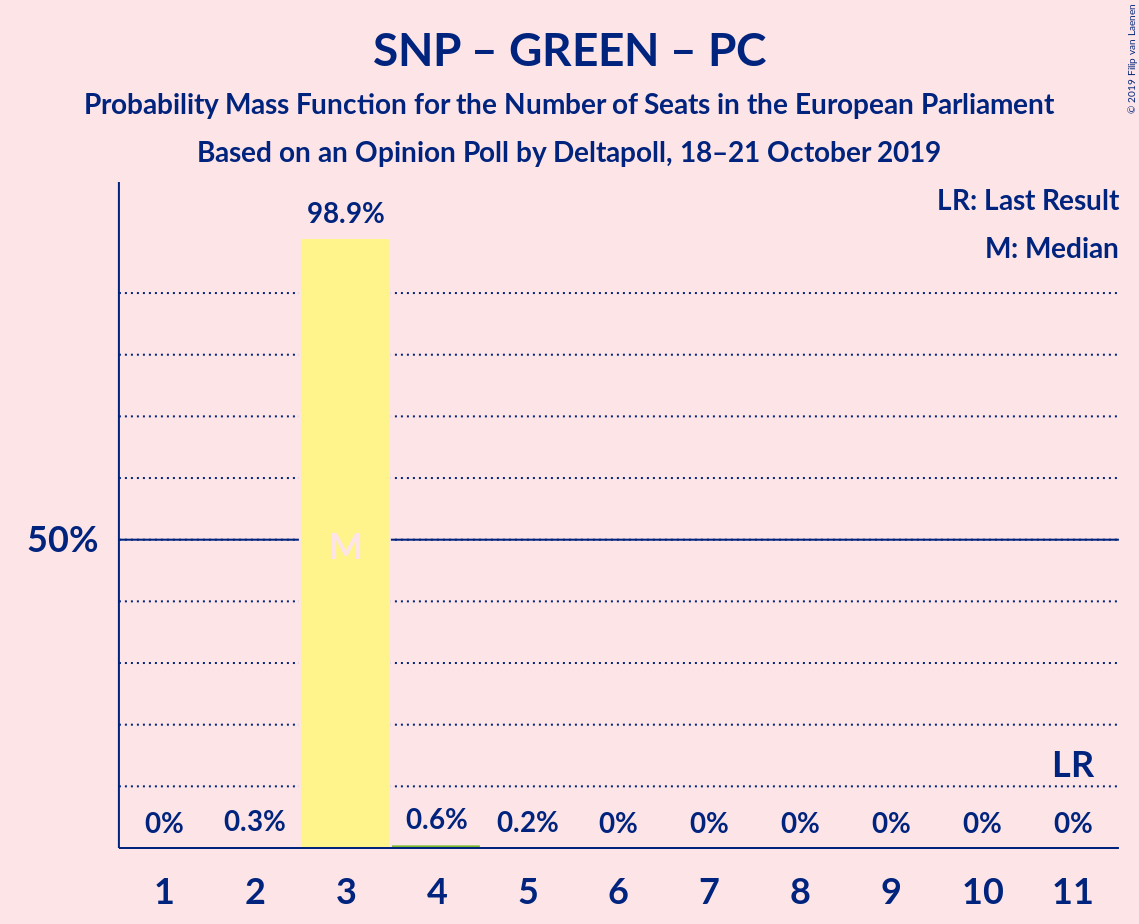 SNP – GREEN – PC
Probability Mass Function for the Number of Seats in the European Parliament
Based on an Opinion Poll by Deltapoll, 18–21 October 2019
© 2019 Filip van Laenen
LR: Last Result
M: Median
98.9%
50%
M
LR
0% 0.3% 0.6% 0.2% 0% 0% 0% 0% 0% 0%
1 2 3 4 5 6 7 8 9 10 11